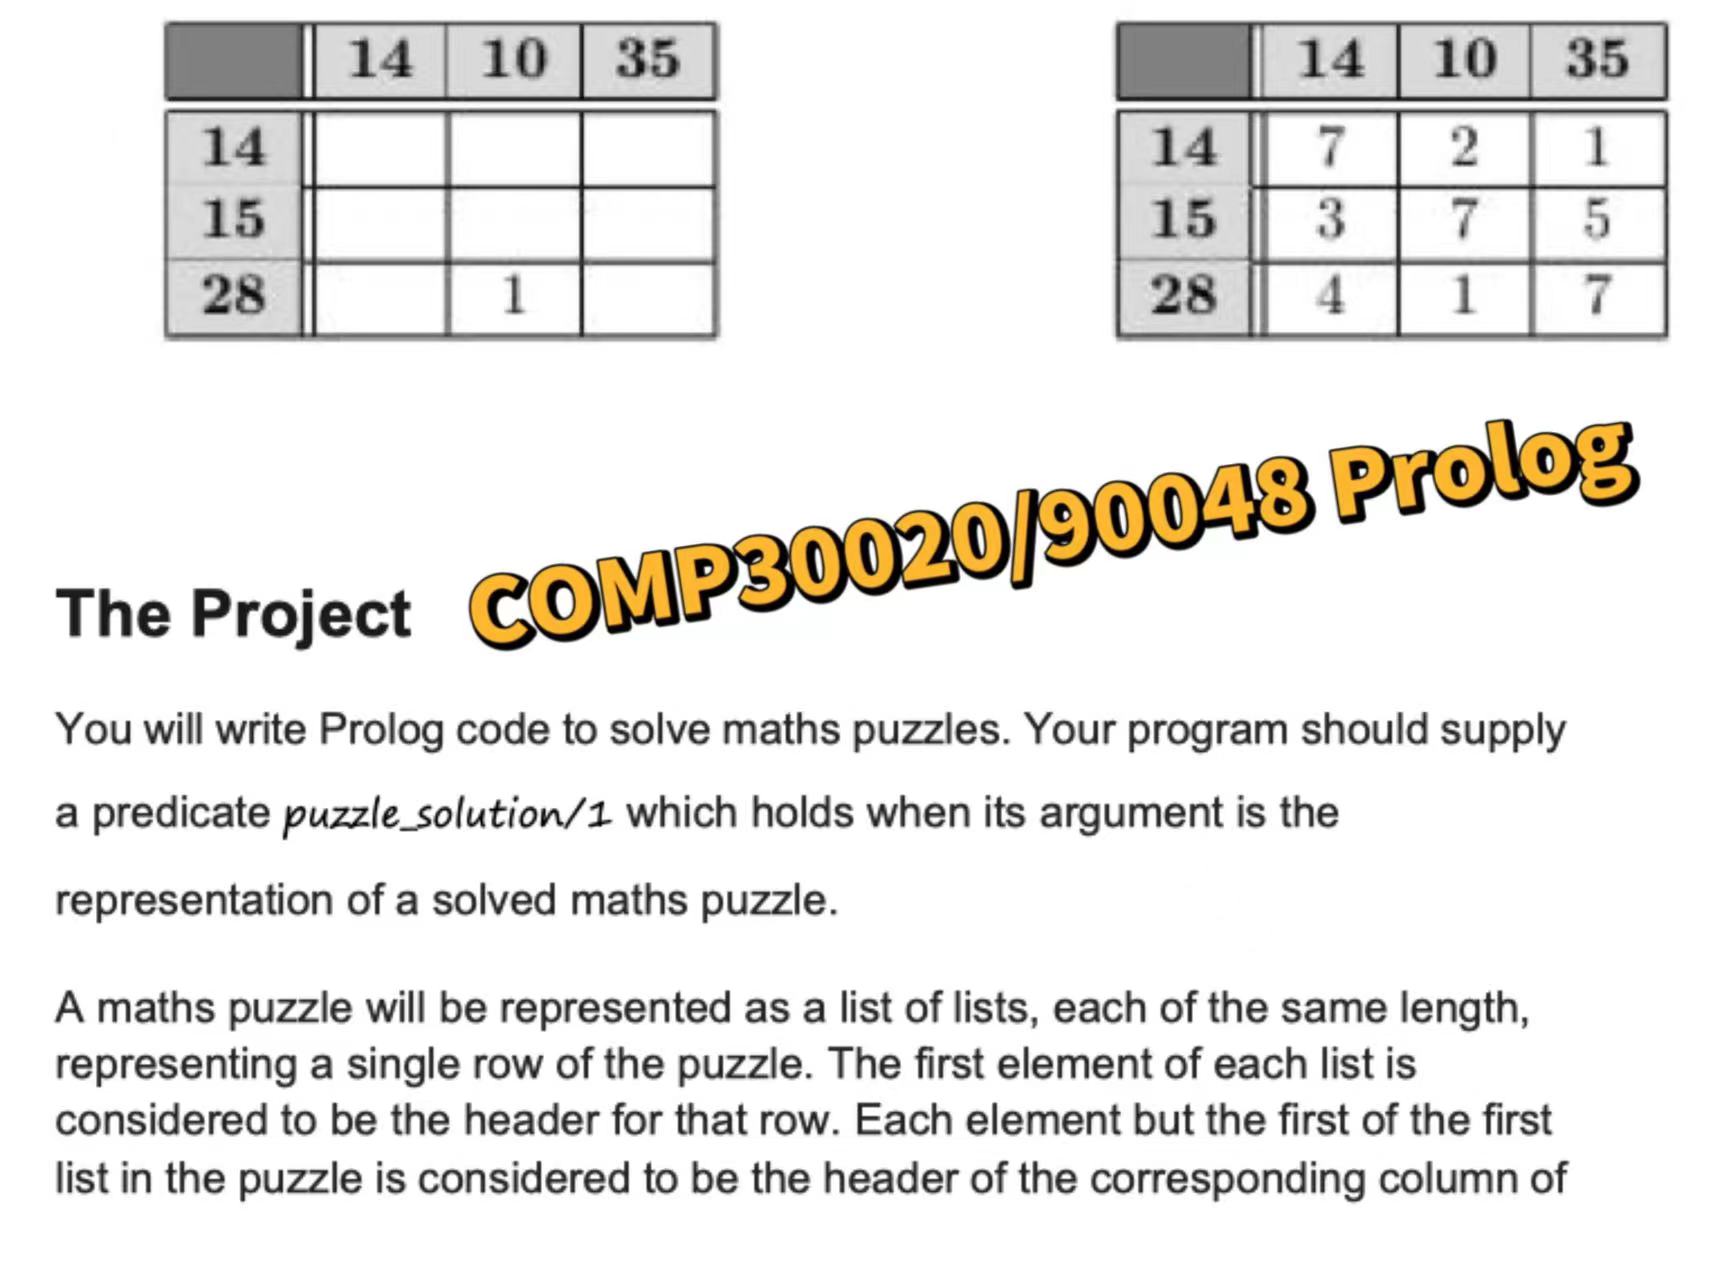 14 10 35
14
15
28 1
14 10 35
14 7 2 1
15 3 7 5
28 4 1 7
COMP30020/90048 Prolog
The Project
You will write Prolog code to solve maths puzzles. Your program should supply
a predicate puzzle_solution/1 which holds when its argument is the
representation of a solved maths puzzle.
A maths puzzle will be represented as a list of lists, each of the same length,
representing a single row of the puzzle. The first element of each list is
considered to be the header for that row. Each element but the first of the first
list in the puzzle is considered to be the header of the corresponding column of